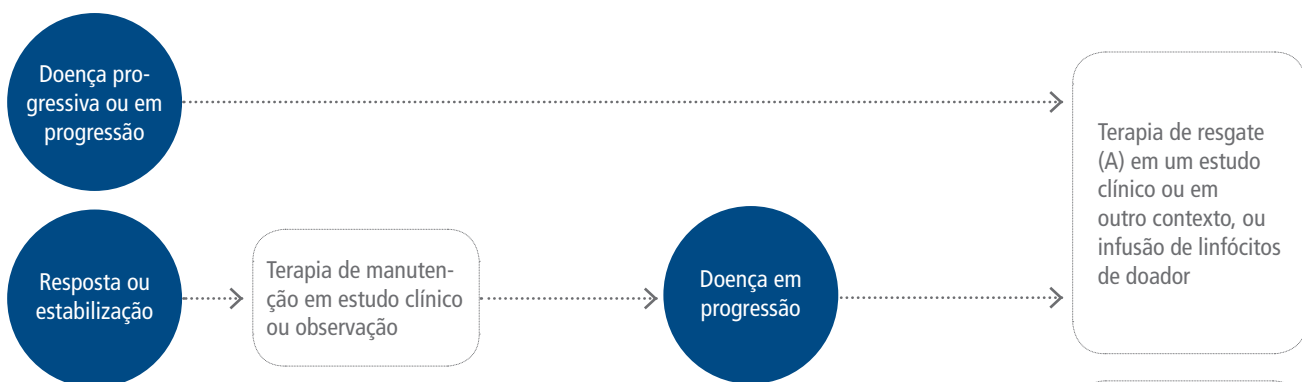 Doença pro-
gressiva ou em
progressão
Terapia de resgate
(A) em um estudo
clínico ou em
outro contexto, ou
infusão de linfócitos
de doador
Resposta ou
estabilização
Terapia de manuten-
ção em estudo clínico
ou observação
Doença em
progressão